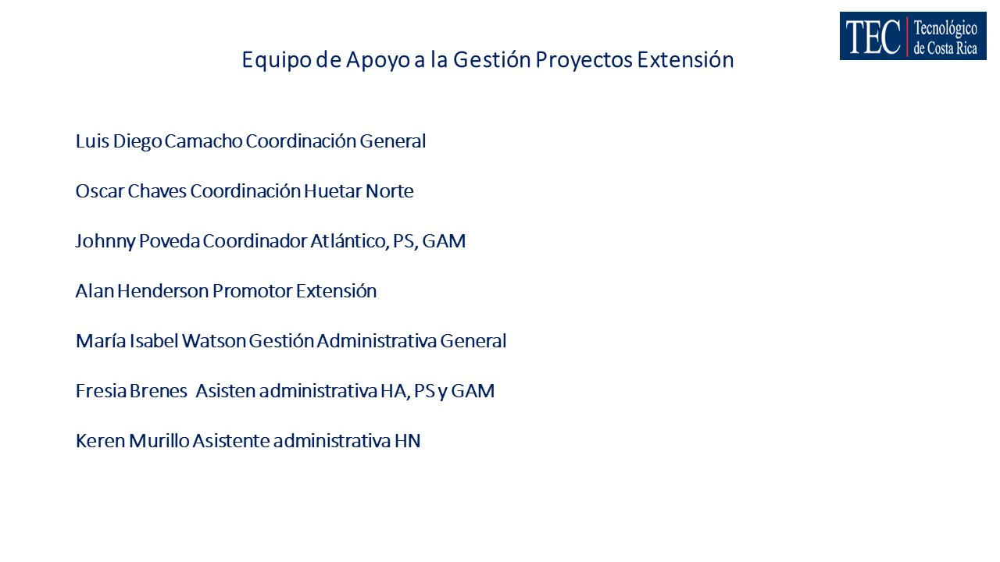 TEC Tecnológico
de Costa Rica
Equipo de Apoyo a la Gestión Proyectos Extensión
Luis Diego Camacho Coordinación General
Oscar Chaves Coordinación Huetar Norte
Johnny Poveda Coordinador Atlántico, PS, GAM
Alan Henderson Promotor Extensión
María Isabel Watson Gestión Administrativa General
Fresia Brenes  Asisten administrativa HA, PS y GAM
Keren Murillo Asistente administrativa HN